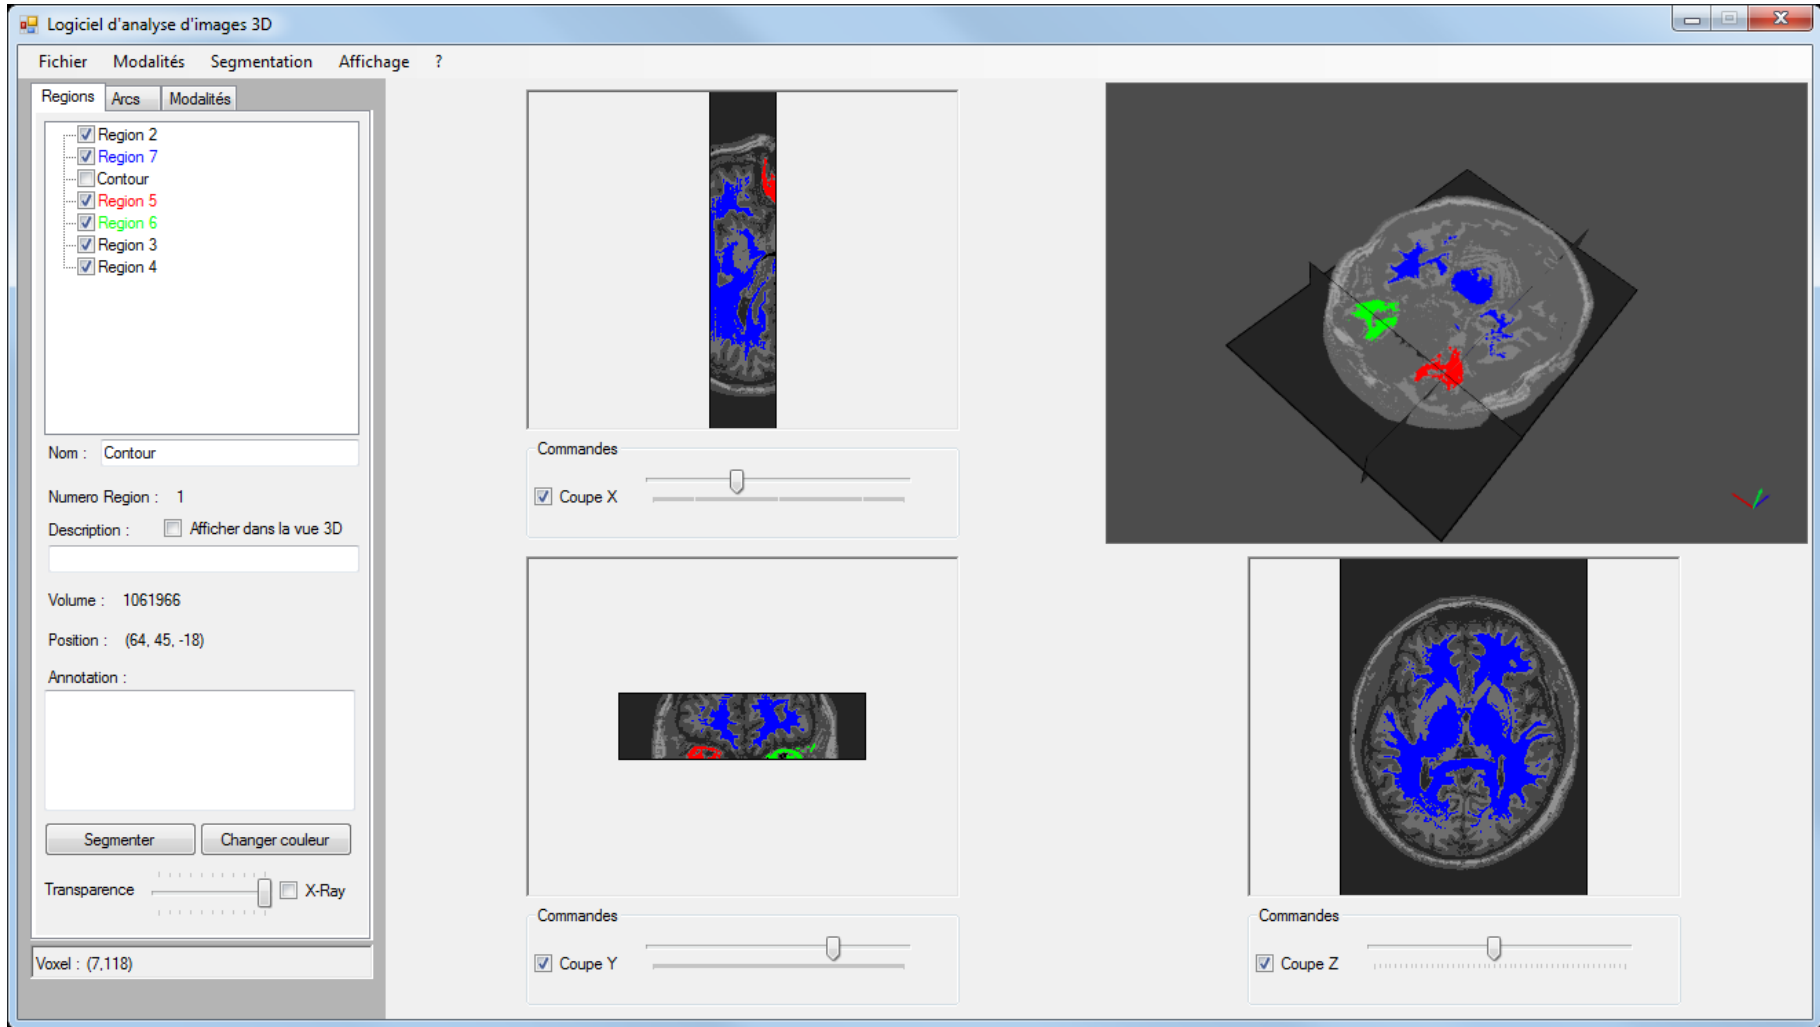 Logiciel d'analyse d'images 3D
Fichier Modalités Segmentation Affichage ?
Regions Arcs Modalités
Region 2
Region 7
Contour
Region 5
Region 6
Region 3
Region 4
Nom : Contour
Numero Region : 1
Description : Afficher dans la vue 3D
Volume : 1061966
Position : (64, 45, -18)
Annotation :
Segmenter Changer couleur
Transparence X-Ray
Voxel : (7,118)
Commandes
Coupe X
Commandes
Coupe Y
Commandes
Coupe Z